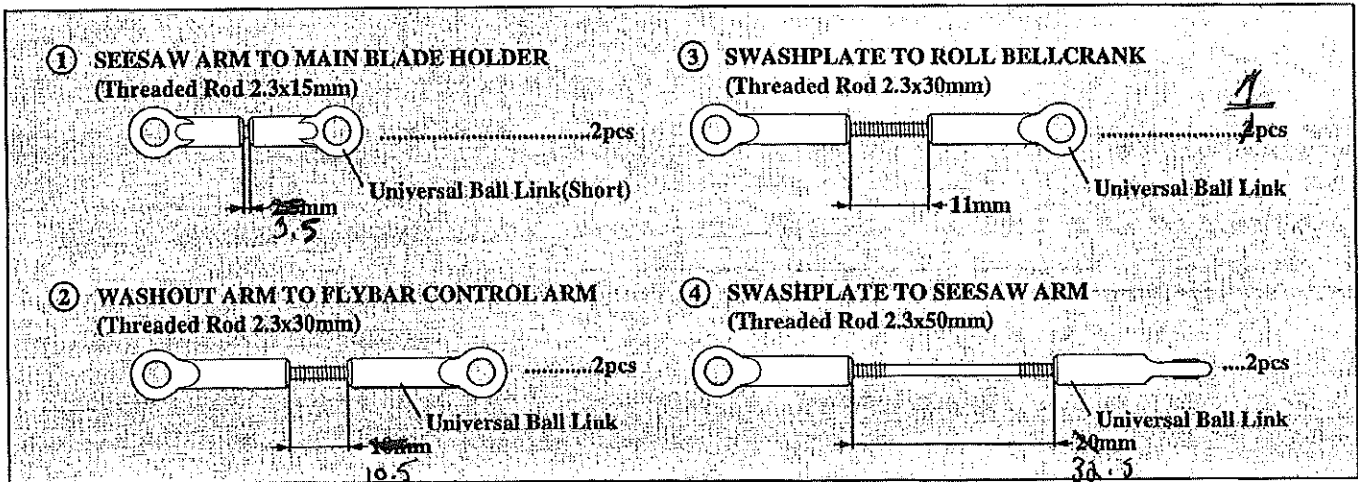 ① SEESAW ARM TO MAIN BLADE HOLDER
(Threaded Rod 2.3x15mm)
..............................2pcs
Universal Ball Link(Short)
mm
3.5
② WASHOUT ARM TO FLYBAR CONTROL ARM
(Threaded Rod 2.3x30mm)
............2pcs
Universal Ball Link
mm
10.5
③ SWASHPLATE TO ROLL BELLCRANK
(Threaded Rod 2.3x30mm)
1
....................2pcs
Universal Ball Link
11mm
④ SWASHPLATE TO SEESAW ARM
(Threaded Rod 2.3x50mm)
....2pcs
Universal Ball Link
20mm